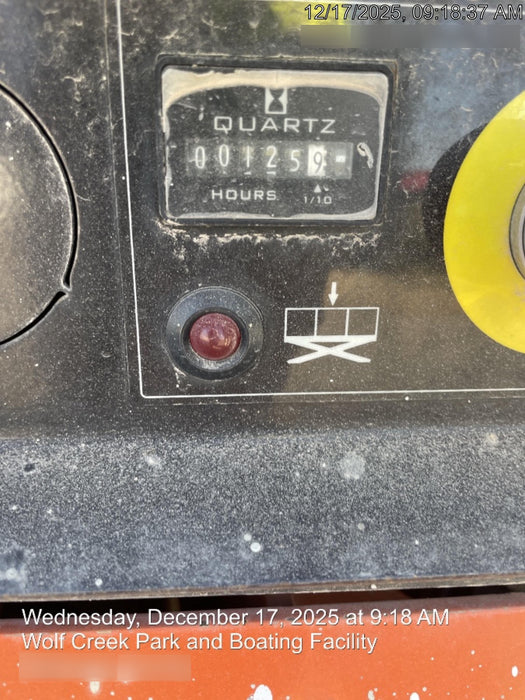 12/17/2025, 09:18:37 AM
QUARTZ
001259
HOURS 1/10
Wednesday, December 17, 2025 at 9:18 AM
Wolf Creek Park and Boating Facility